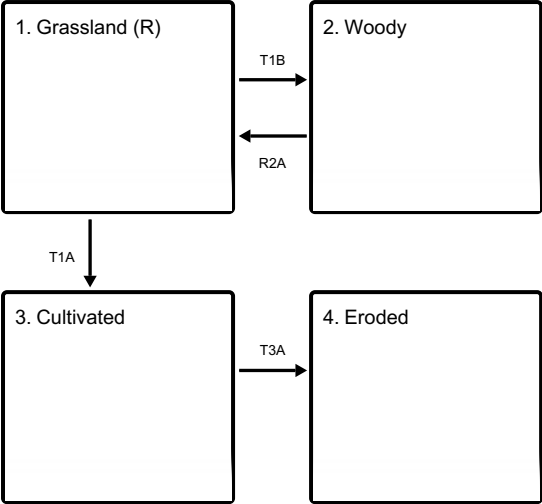 1. Grassland (R)
2. Woody
T1B
R2A
T1A
3. Cultivated
4. Eroded
T3A